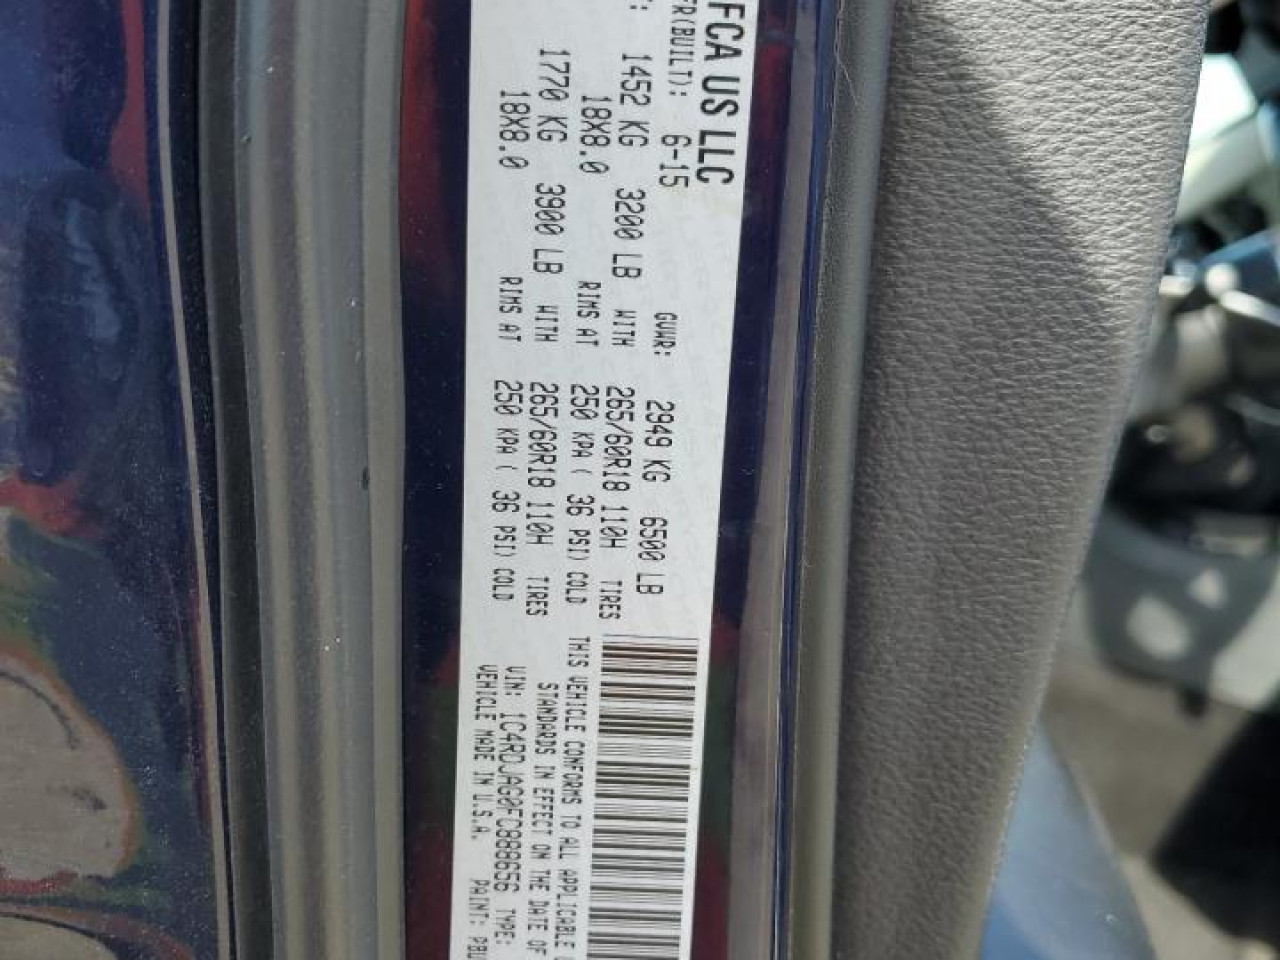 FCA US LLC
FR(BUILT): 6-15 GVWR: 2949 KG 6500 LB
1452 KG 3200 LB WITH 265/60R18 110H TIRES
18X8.0 RIMS AT 250 KPA ( 36 PSI) COLD
1770 KG 3900 LB WITH 265/60R18 110H TIRES
18X8.0 RIMS AT 250 KPA ( 36 PSI) COLD
THIS VEHICLE CONFORMS TO ALL APPLICABLE
STANDARDS IN EFFECT ON THE DATE OF
VIN: 1C4RDJAG0FC889656 TYPE:
VEHICLE MADE IN U.S.A. PAINT: